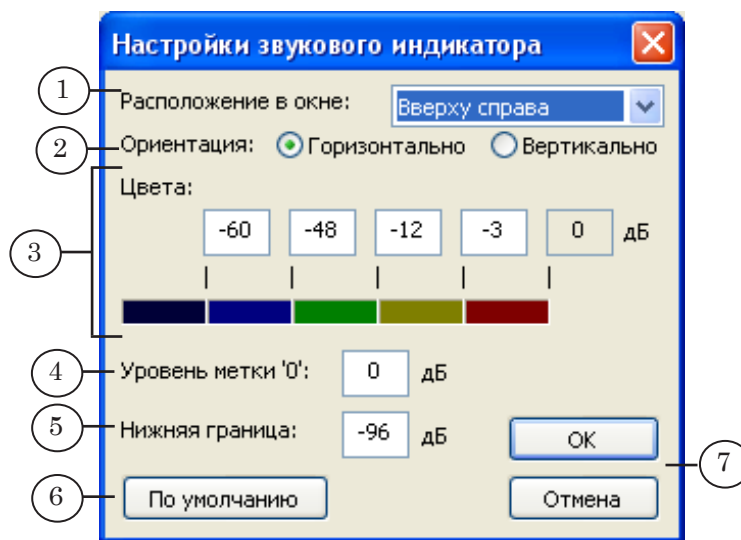 Настройки звукового индикатора
1 Расположение в окне: Вверху справа
2 Ориентация: Горизонтально Вертикально
3 Цвета:
-60 -48 -12 -3 0 дБ
4 Уровень метки '0': 0 дБ
5 Нижняя граница: -96 дБ
OK
7
6 По умолчанию Отмена